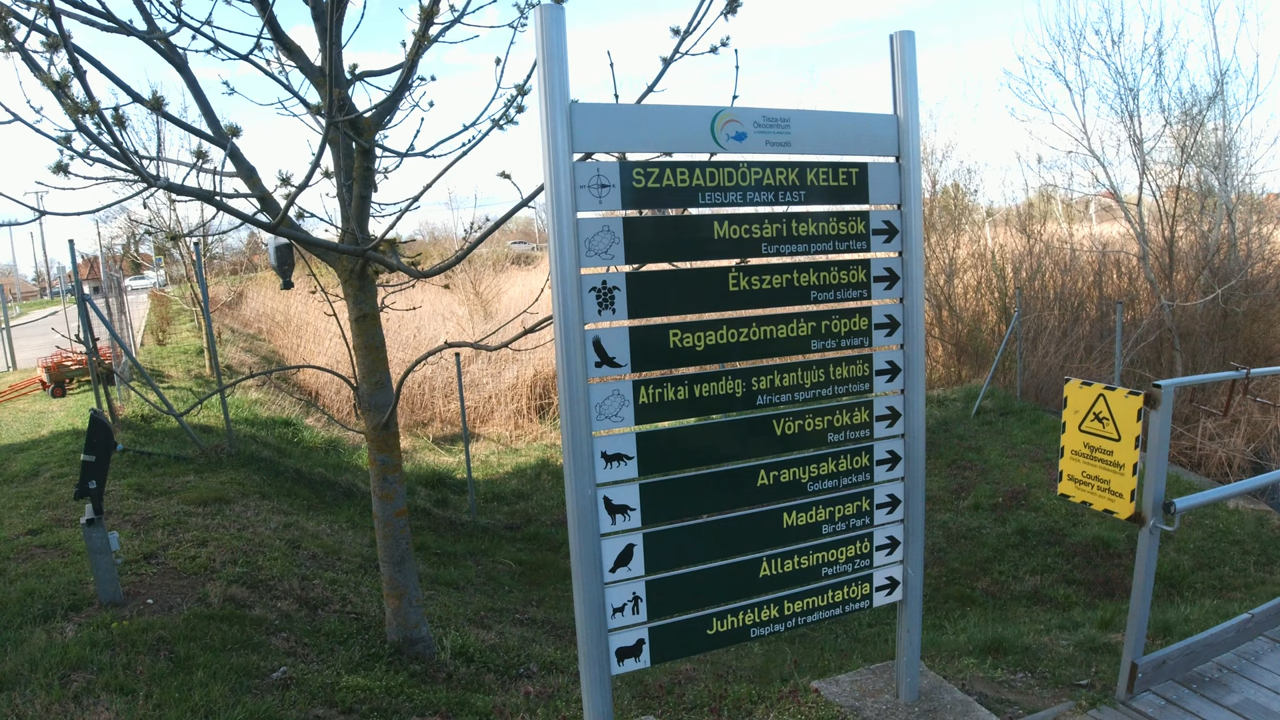 Tisza-tavi
Ökocentrum
Poroszló
SZABADIDŐPARK KELET
LEISURE PARK EAST
Mocsári teknősök
European pond turtles
Ékszerteknősök
Pond sliders
Ragadozómadár röpde
Birds' aviary
Afrikai vendég: sarkantyús teknős
African spurred tortoise
Vörösrókák
Red foxes
Aranysakálok
Golden jackals
Madárpark
Birds' Park
Állatsimogató
Petting Zoo
Juhfélék bemutatója
Display of traditional sheep
Vigyázat
csúszásveszély!
Caution!
Slippery surface.